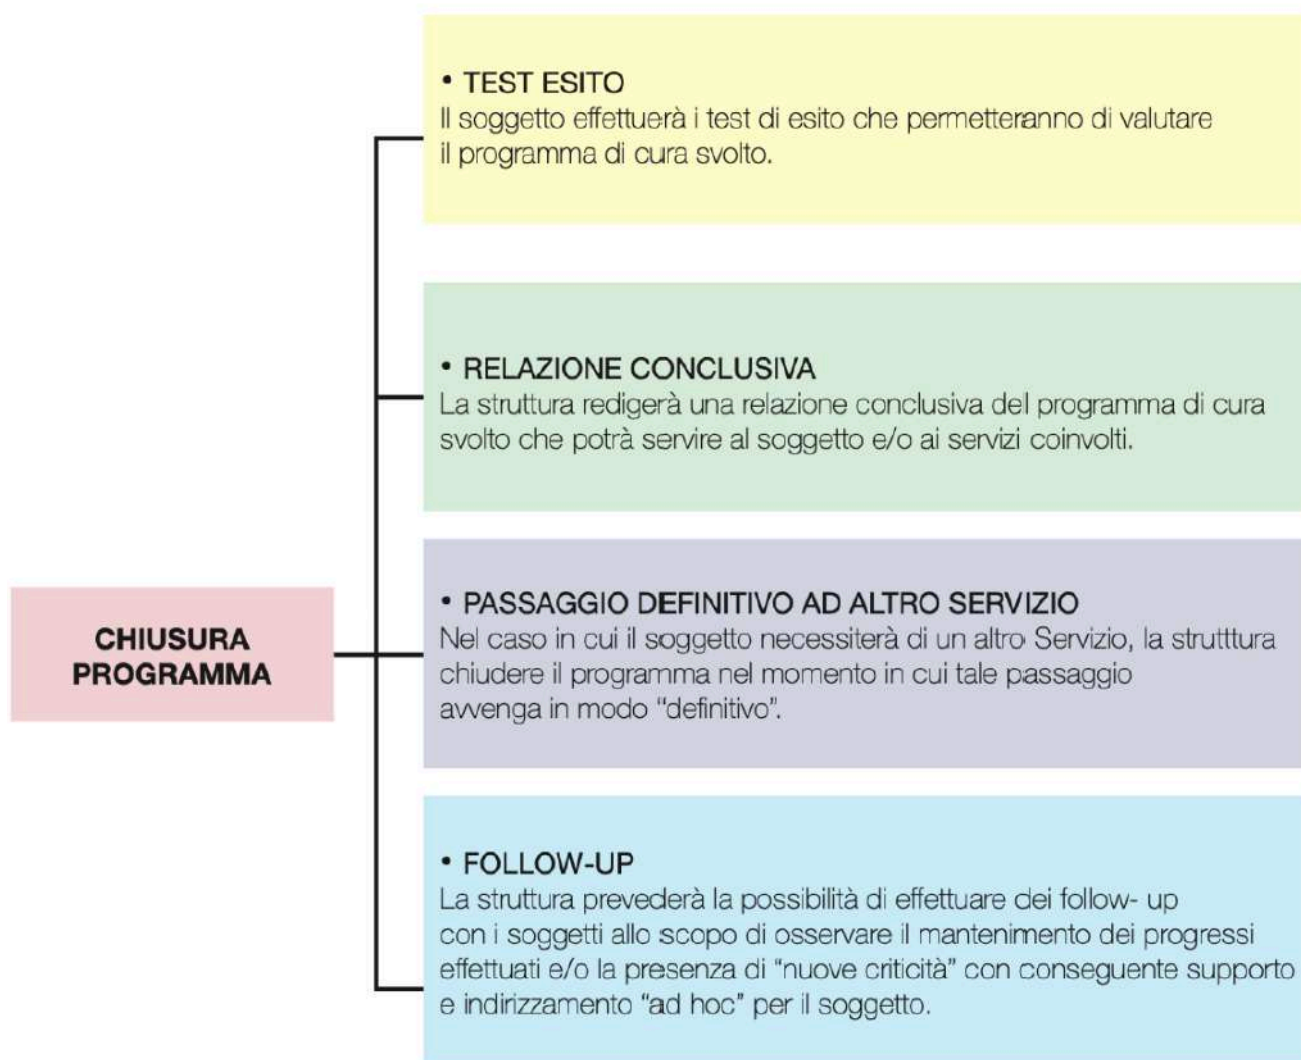 • TEST ESITO
Il soggetto effettuerà i test di esito che permetteranno di valutare
il programma di cura svolto.
• RELAZIONE CONCLUSIVA
La struttura redigerà una relazione conclusiva del programma di cura
svolto che potrà servire al soggetto e/o ai servizi coinvolti.
CHIUSURA
PROGRAMMA
• PASSAGGIO DEFINITIVO AD ALTRO SERVIZIO
Nel caso in cui il soggetto necessiterà di un altro Servizio, la strutttura
chiudere il programma nel momento in cui tale passaggio
avvenga in modo “definitivo”.
• FOLLOW-UP
La struttura prevederà la possibilità di effettuare dei follow- up
con i soggetti allo scopo di osservare il mantenimento dei progressi
effettuati e/o la presenza di “nuove criticità” con conseguente supporto
e indirizzamento “ad hoc” per il soggetto.